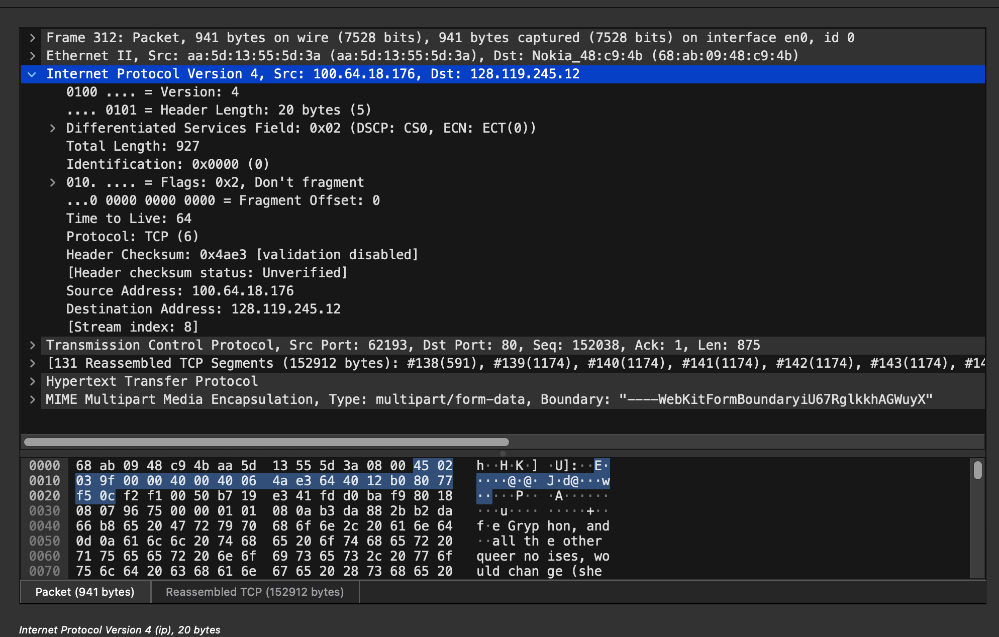 Frame 312: Packet, 941 bytes on wire (7528 bits), 941 bytes captured (7528 bits) on interface en0, id 0
Ethernet II, Src: aa:5d:13:55:5d:3a (aa:5d:13:55:5d:3a), Dst: Nokia_48:c9:4b (68:ab:09:48:c9:4b)
Internet Protocol Version 4, Src: 100.64.18.176, Dst: 128.119.245.12
0100 .... = Version: 4
.... 0101 = Header Length: 20 bytes (5)
Differentiated Services Field: 0x02 (DSCP: CS0, ECN: ECT(0))
Total Length: 927
Identification: 0x0000 (0)
010. .... = Flags: 0x2, Don't fragment
...0 0000 0000 0000 = Fragment Offset: 0
Time to Live: 64
Protocol: TCP (6)
Header Checksum: 0x4ae3 [validation disabled]
[Header checksum status: Unverified]
Source Address: 100.64.18.176
Destination Address: 128.119.245.12
[Stream index: 8]
Transmission Control Protocol, Src Port: 62193, Dst Port: 80, Seq: 152038, Ack: 1, Len: 875
[131 Reassembled TCP Segments (152912 bytes): #138(591), #139(1174), #140(1174), #141(1174), #142(1174), #143(1174), #14
Hypertext Transfer Protocol
MIME Multipart Media Encapsulation, Type: multipart/form-data, Boundary: "----WebKitFormBoundaryiU67RglkkhAGWuyX"
0000 68 ab 09 48 c9 4b aa 5d 13 55 5d 3a 08 00 45 02 h··H·K·] ·U]:··E·
0010 03 9f 00 00 40 00 40 06 4a e3 64 40 12 b0 80 77 ····@·@· J·d@···w
0020 f5 0c f2 f1 00 50 b7 19 e3 41 fd d0 ba f9 80 18 ·····P·· ·A······
0030 08 07 96 75 00 00 01 01 08 0a b3 da 88 2b b2 da ···u···· ·····+··
0040 66 b8 65 20 47 72 79 70 68 6f 6e 2c 20 61 6e 64 f·e Gryp hon, and
0050 0d 0a 61 6c 6c 20 74 68 65 20 6f 74 68 65 72 20 ··all th e other
0060 71 75 65 65 72 20 6e 6f 69 73 65 73 2c 20 77 6f queer no ises, wo
0070 75 6c 64 20 63 68 61 6e 67 65 20 28 73 68 65 20 uld chan ge (she
Packet (941 bytes) Reassembled TCP (152912 bytes)
Internet Protocol Version 4 (ip), 20 bytes